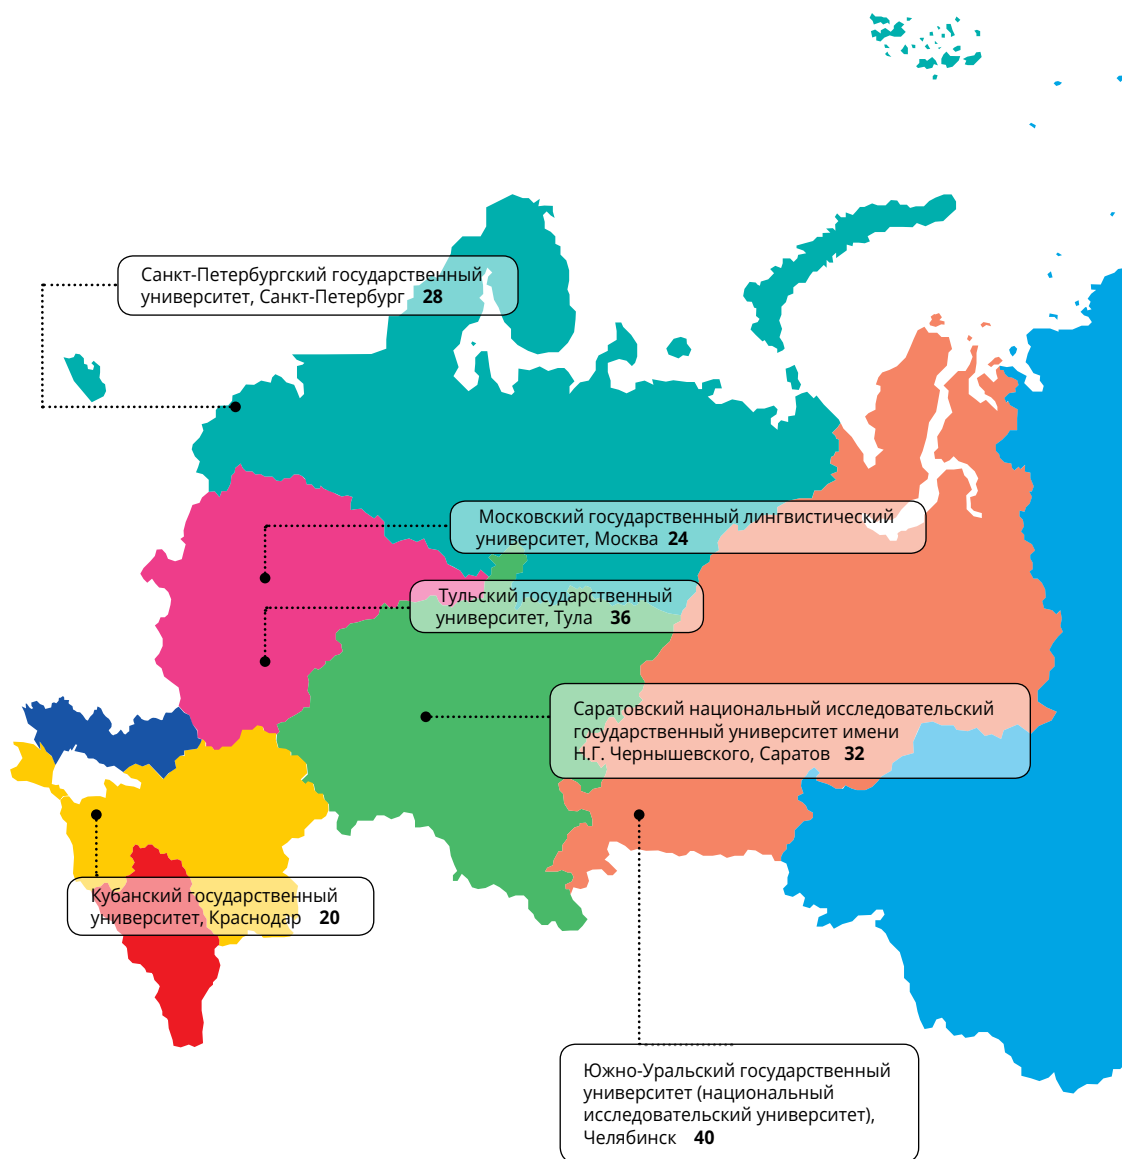 Санкт-Петербургский государственный
университет, Санкт-Петербург 28
Московский государственный лингвистический
университет, Москва 24
Тульский государственный
университет, Тула 36
Саратовский национальный исследовательский
государственный университет имени
Н.Г. Чернышевского, Саратов 32
Кубанский государственный
университет, Краснодар 20
Южно-Уральский государственный
университет (национальный
исследовательский университет),
Челябинск 40